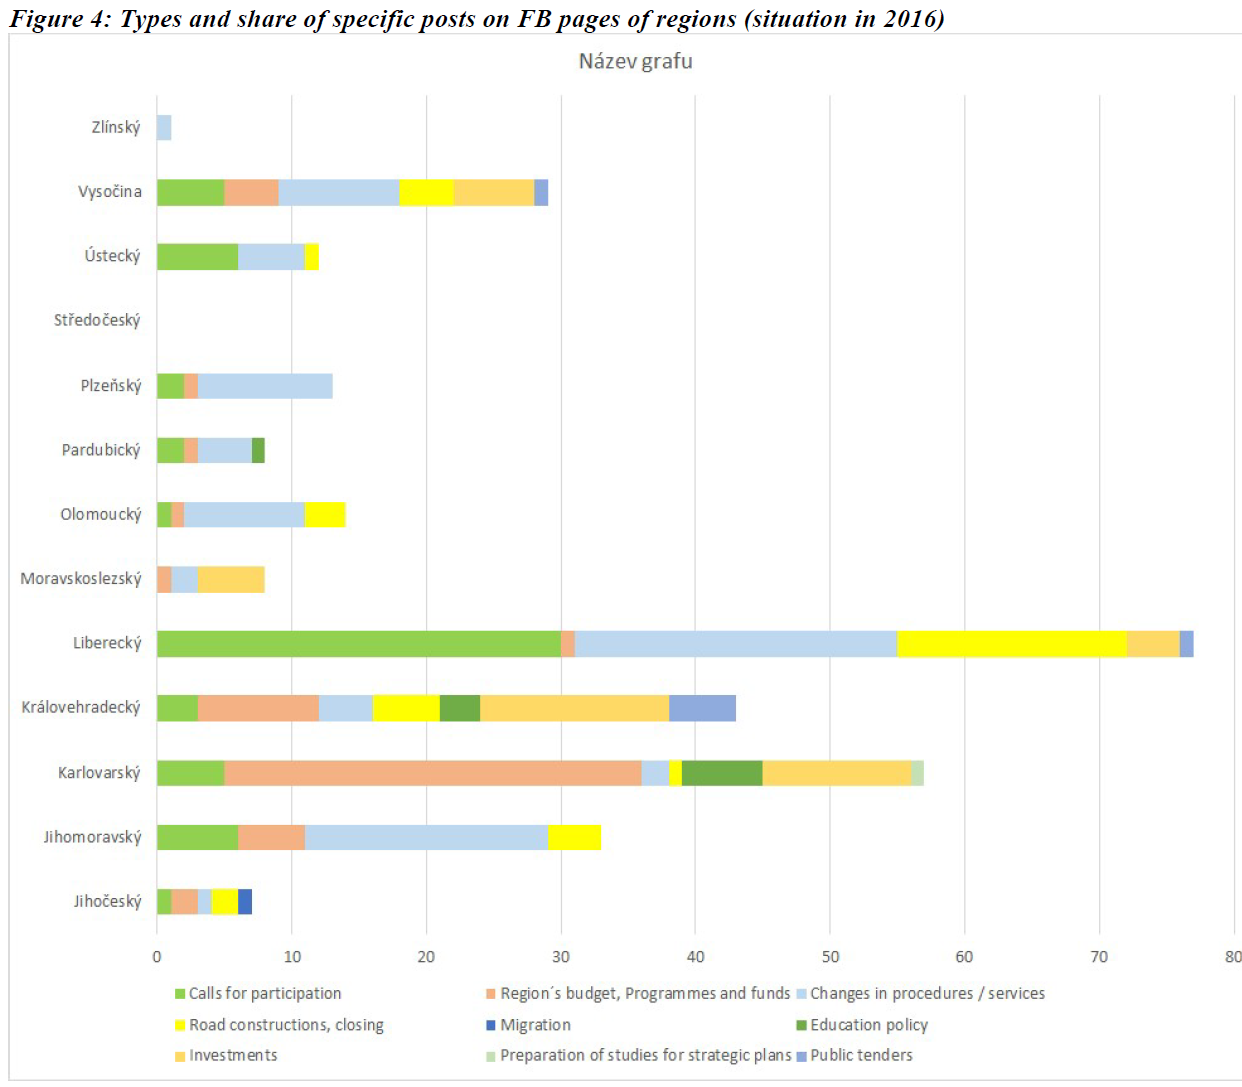 Figure 4: Types and share of specific posts on FB pages of regions (situation in 2016)
Název grafu
Zlínský
Vysočina
Ústecký
Středočeský
Plzeňský
Pardubický
Olomoucký
Moravskoslezský
Liberecký
Královehradecký
Karlovarský
Jihomoravský
Jihočeský
0 10 20 30 40 50 60 70 80
Calls for participation Region´s budget, Programmes and funds Changes in procedures / services
Road constructions, closing Migration Education policy
Investments Preparation of studies for strategic plans Public tenders